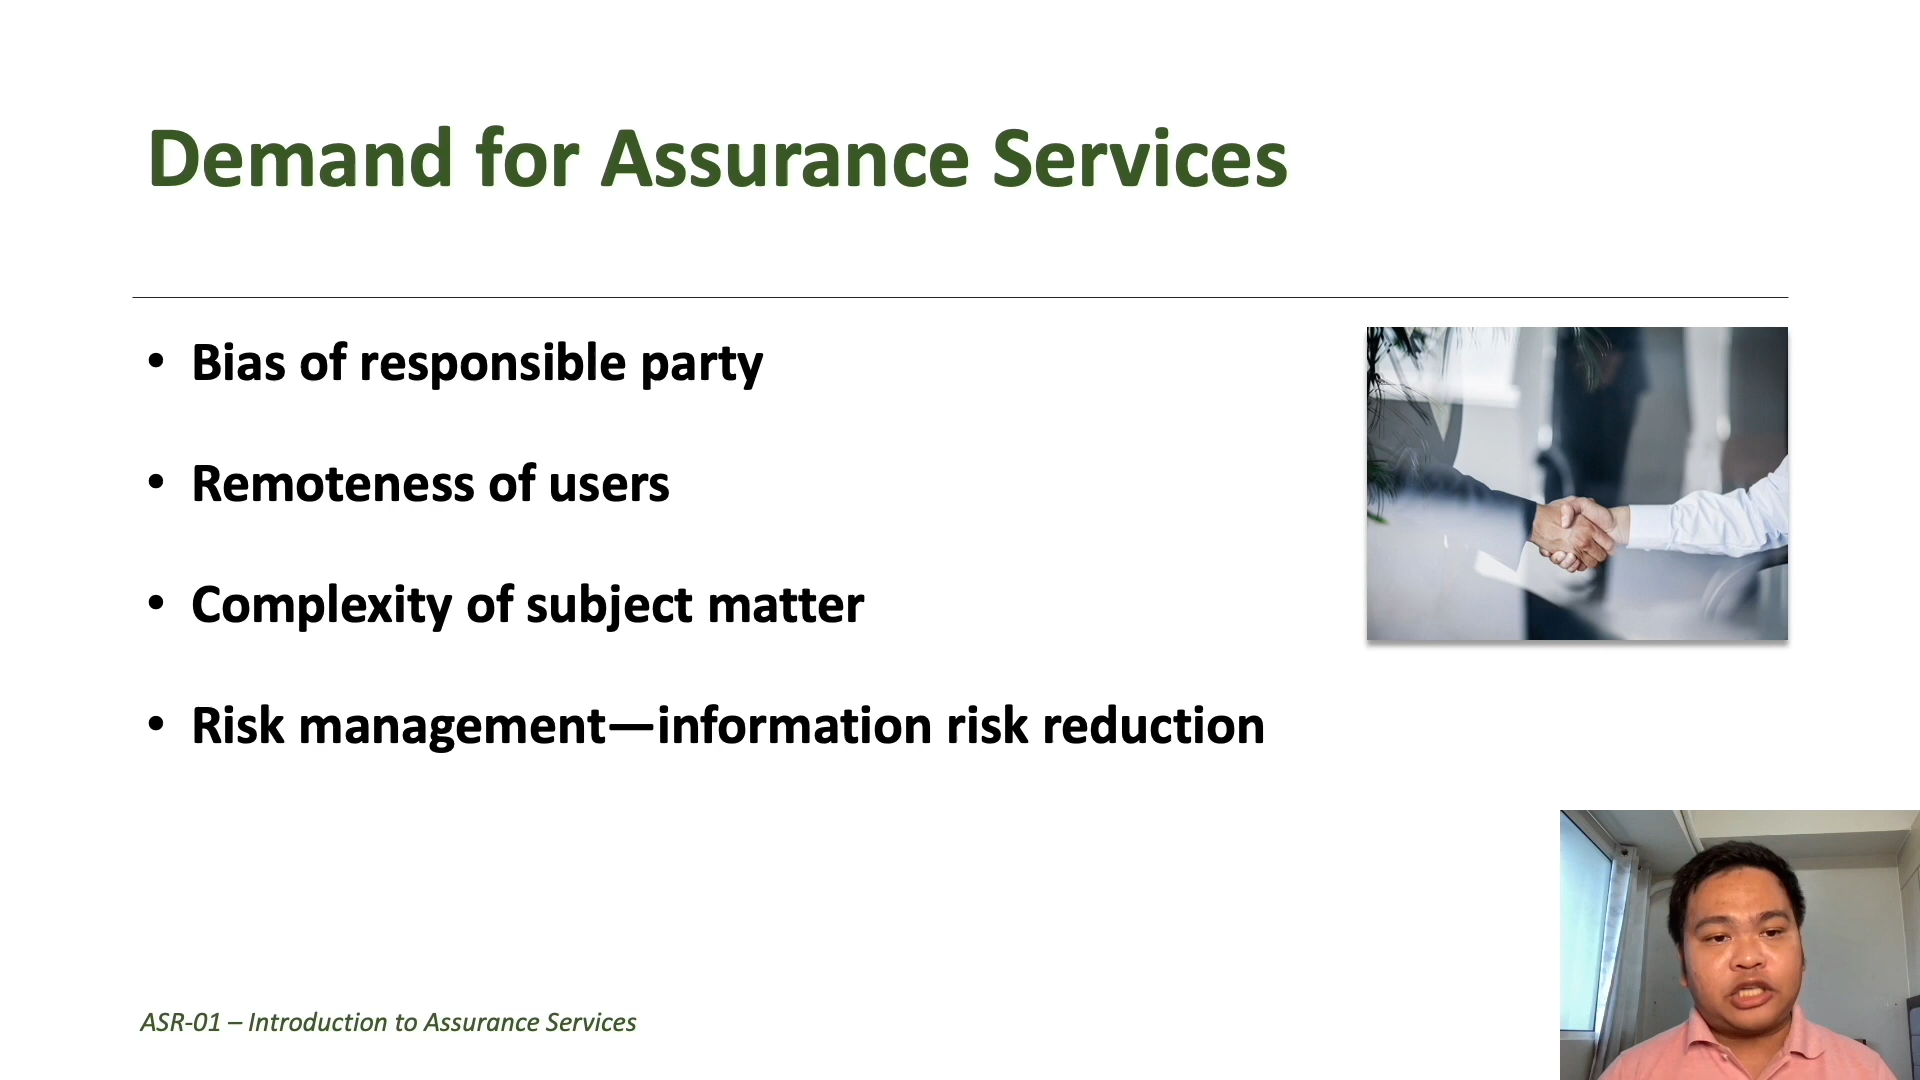 Demand for Assurance Services
• Bias of responsible party
• Remoteness of users
• Complexity of subject matter
• Risk management—information risk reduction
ASR-01 – Introduction to Assurance Services